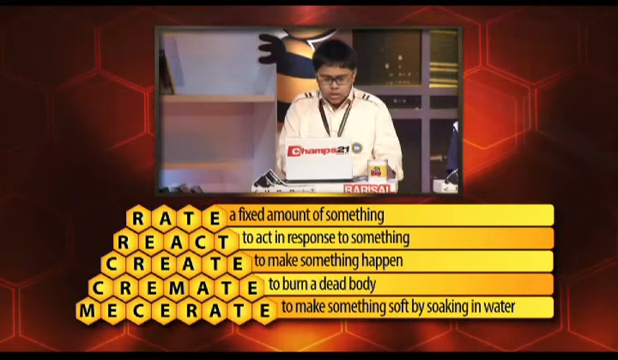 Champs21
BARISAL
RATE a fixed amount of something
REACT to act in response to something
CREATE to make something happen
CREMATE to burn a dead body
MECERATE to make something soft by soaking in water